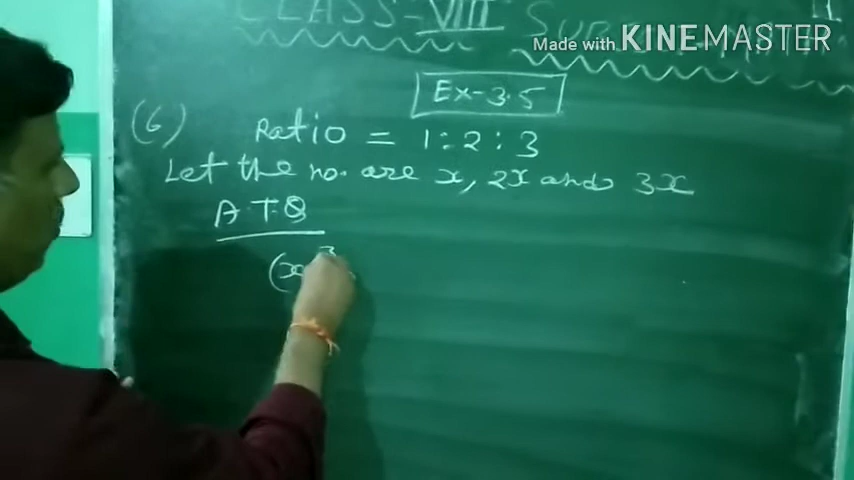 CLASS-VIII
Made with KINEMASTER
Ex-3.5
(6) Ratio = 1:2:3
Let the no. are x, 2x and 3x
A.T.Q
(x)3